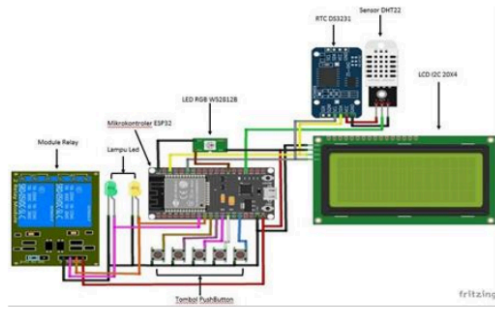 Sensor DHT22
RTC DS3231
LCD I2C 20X4
LED RGB WS2812B
Mikrokontroler ESP32
Module Relay
Lampu Led
Tombol PushButton
fritzing